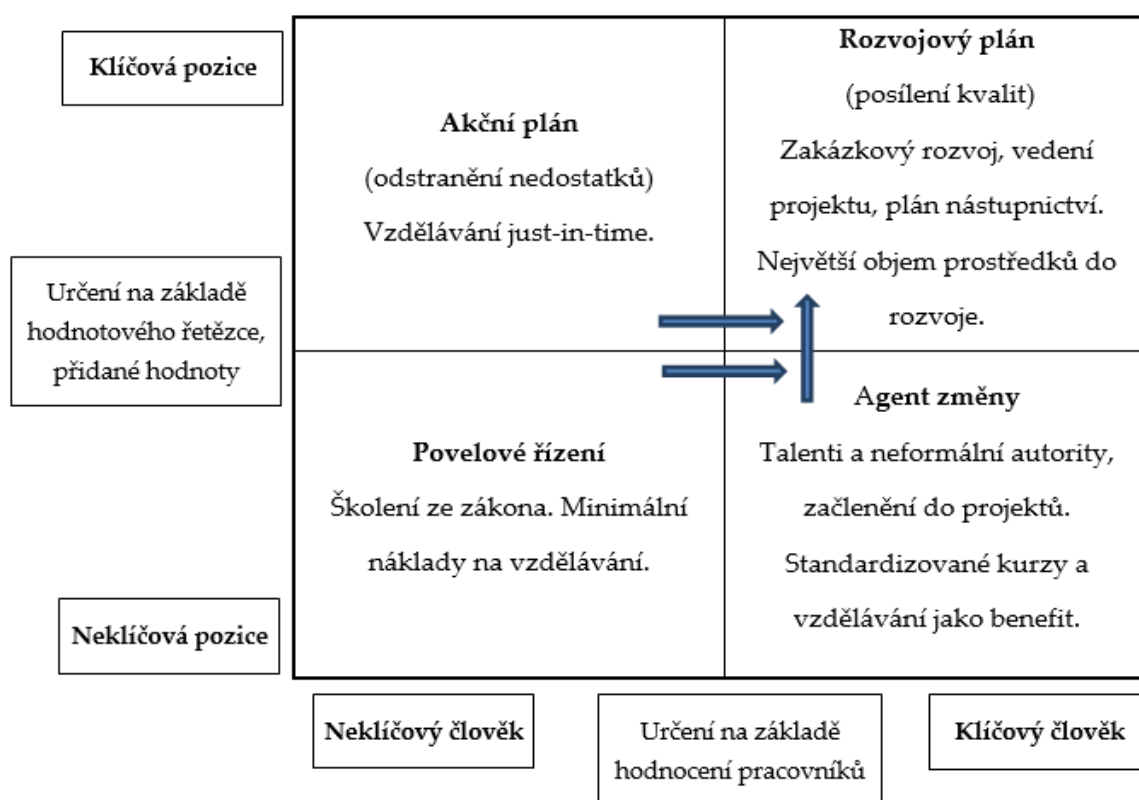 Klíčová pozice
Určení na základě
hodnotového řetězce,
přidané hodnoty
Neklíčová pozice
Akční plán
(odstranění nedostatků)
Vzdělávání just-in-time.
Rozvojový plán
(posílení kvalit)
Zakázkový rozvoj, vedení
projektu, plán nástupnictví.
Největší objem prostředků do
rozvoje.
Povelové řízení
Školení ze zákona. Minimální
náklady na vzdělávání.
Agent změny
Talenti a neformální autority,
začlenění do projektů.
Standardizované kurzy a
vzdělávání jako benefit.
Neklíčový člověk
Určení na základě
hodnocení pracovníků
Klíčový člověk